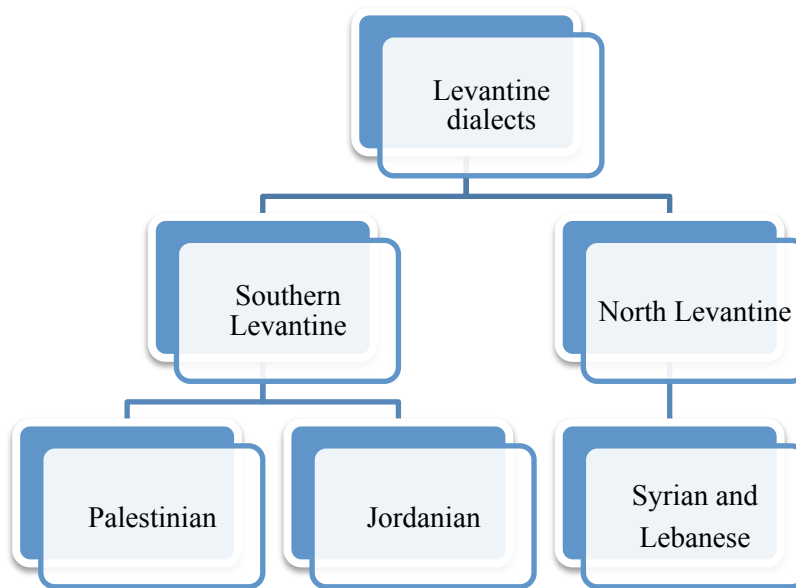 Levantine
dialects
Southern
Levantine
North Levantine
Palestinian
Jordanian
Syrian and
Lebanese